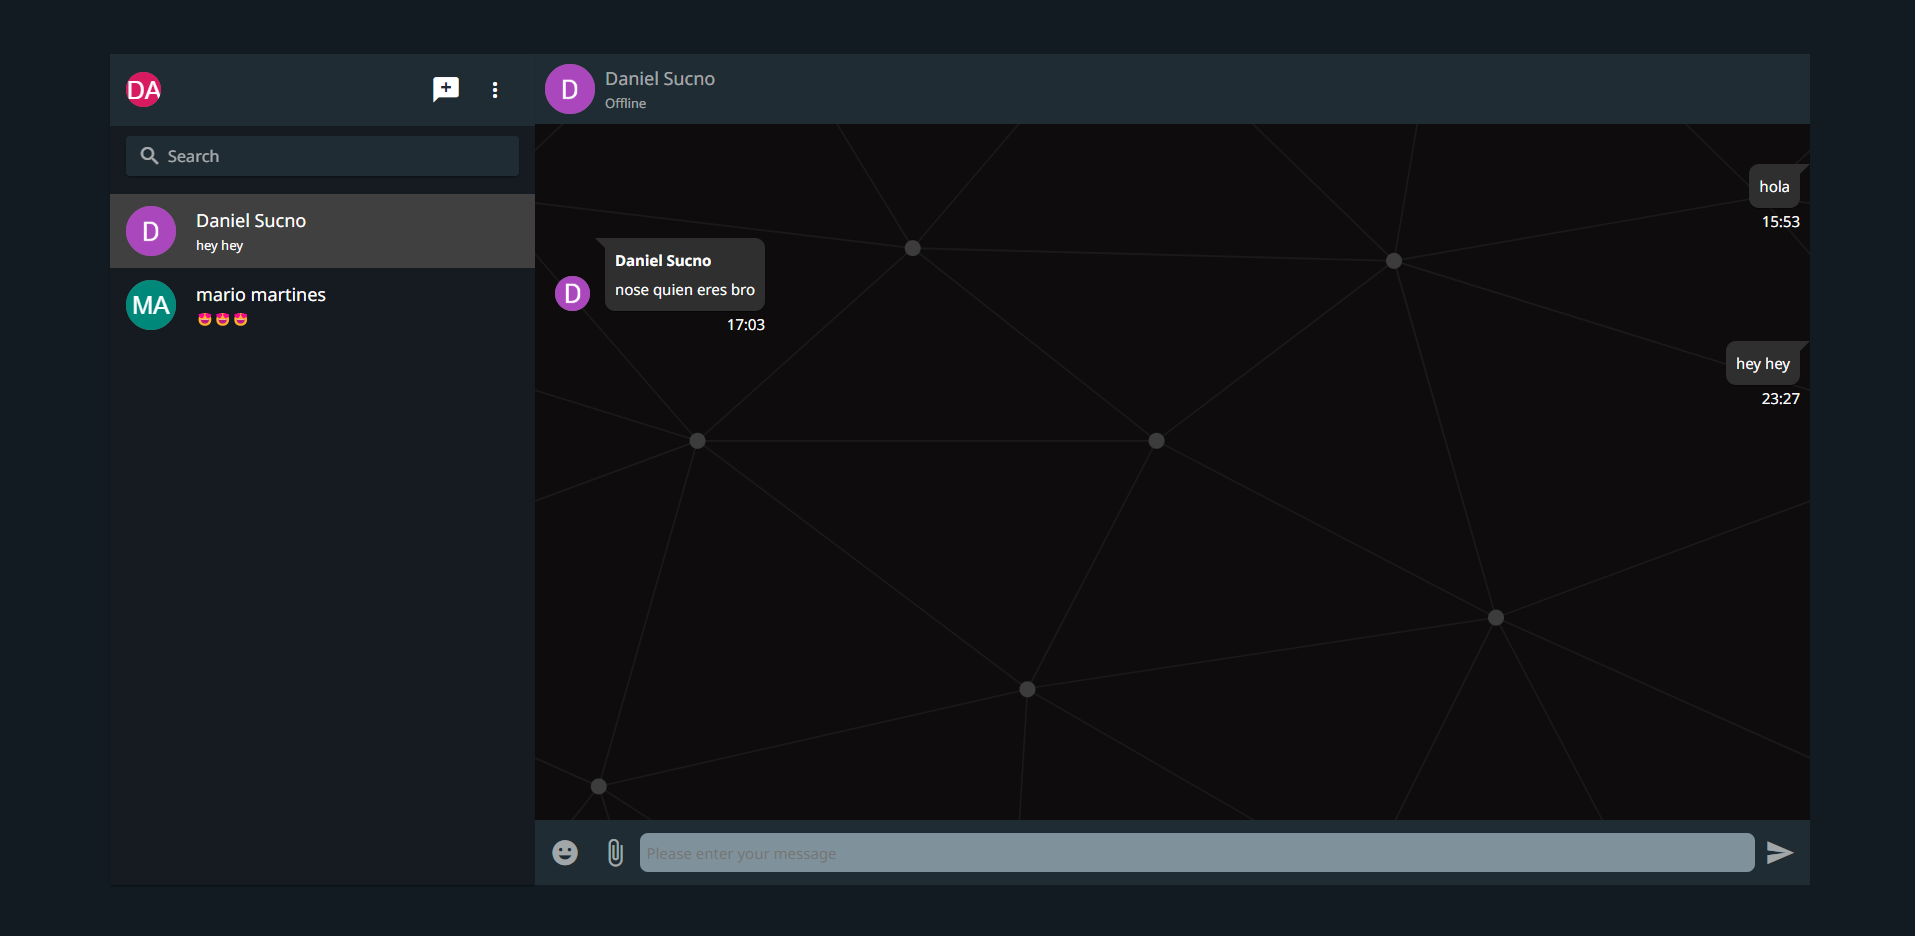 DA
Search
D
Daniel Sucno
hey hey
MA
mario martines
😍😍😍
D
Daniel Sucno
Offline
hola
15:53
Daniel Sucno
D
nose quien eres bro
17:03
hey hey
23:27
Please enter your message